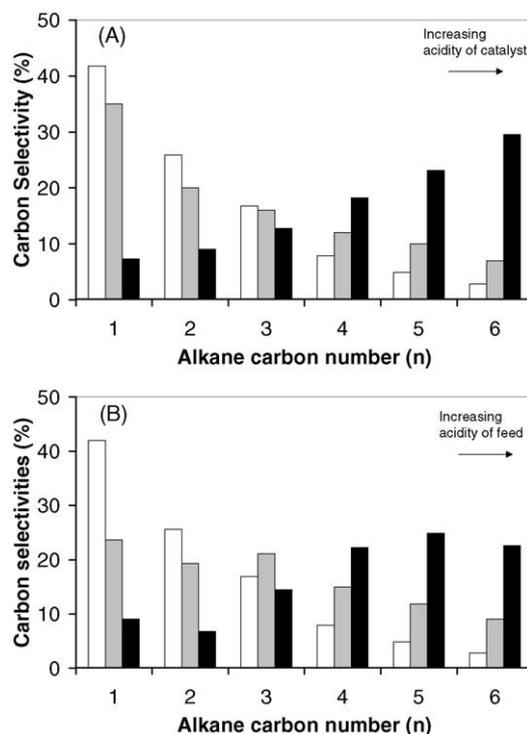 (A)
Increasing
acidity of catalyst
Carbon Selectivity (%)
50
40
30
20
10
0
1 2 3 4 5 6
Alkane carbon number (n)
(B)
Increasing
acidity of feed
Carbon selectivities (%)
50
40
30
20
10
0
1 2 3 4 5 6
Alkane carbon number (n)